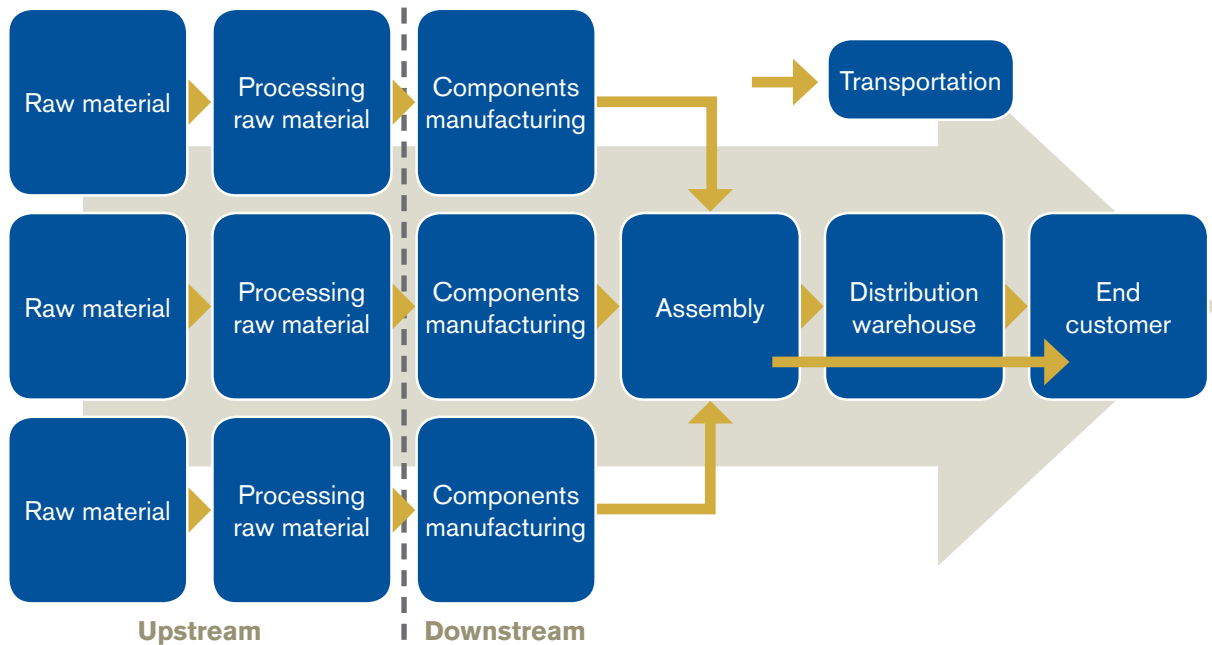 Raw material
Processing
raw material
Components
manufacturing
Transportation
Raw material
Processing
raw material
Components
manufacturing
Assembly
Distribution
warehouse
End
customer
Raw material
Processing
raw material
Components
manufacturing
Upstream
Downstream